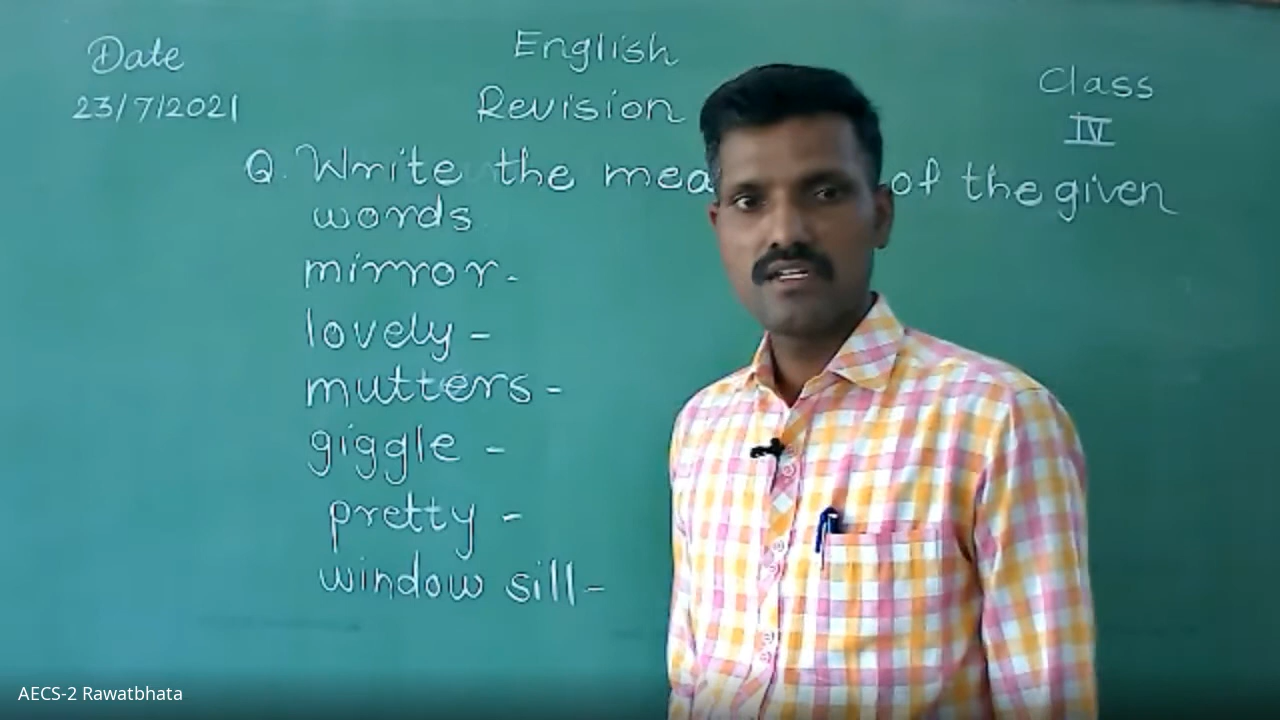 Date
23/7/2021
English
Revision
Class
IV
Q. Write the mea of the given
words
mirror -
lovely -
mutters -
giggle -
pretty -
window sill -
AECS-2 Rawatbhata